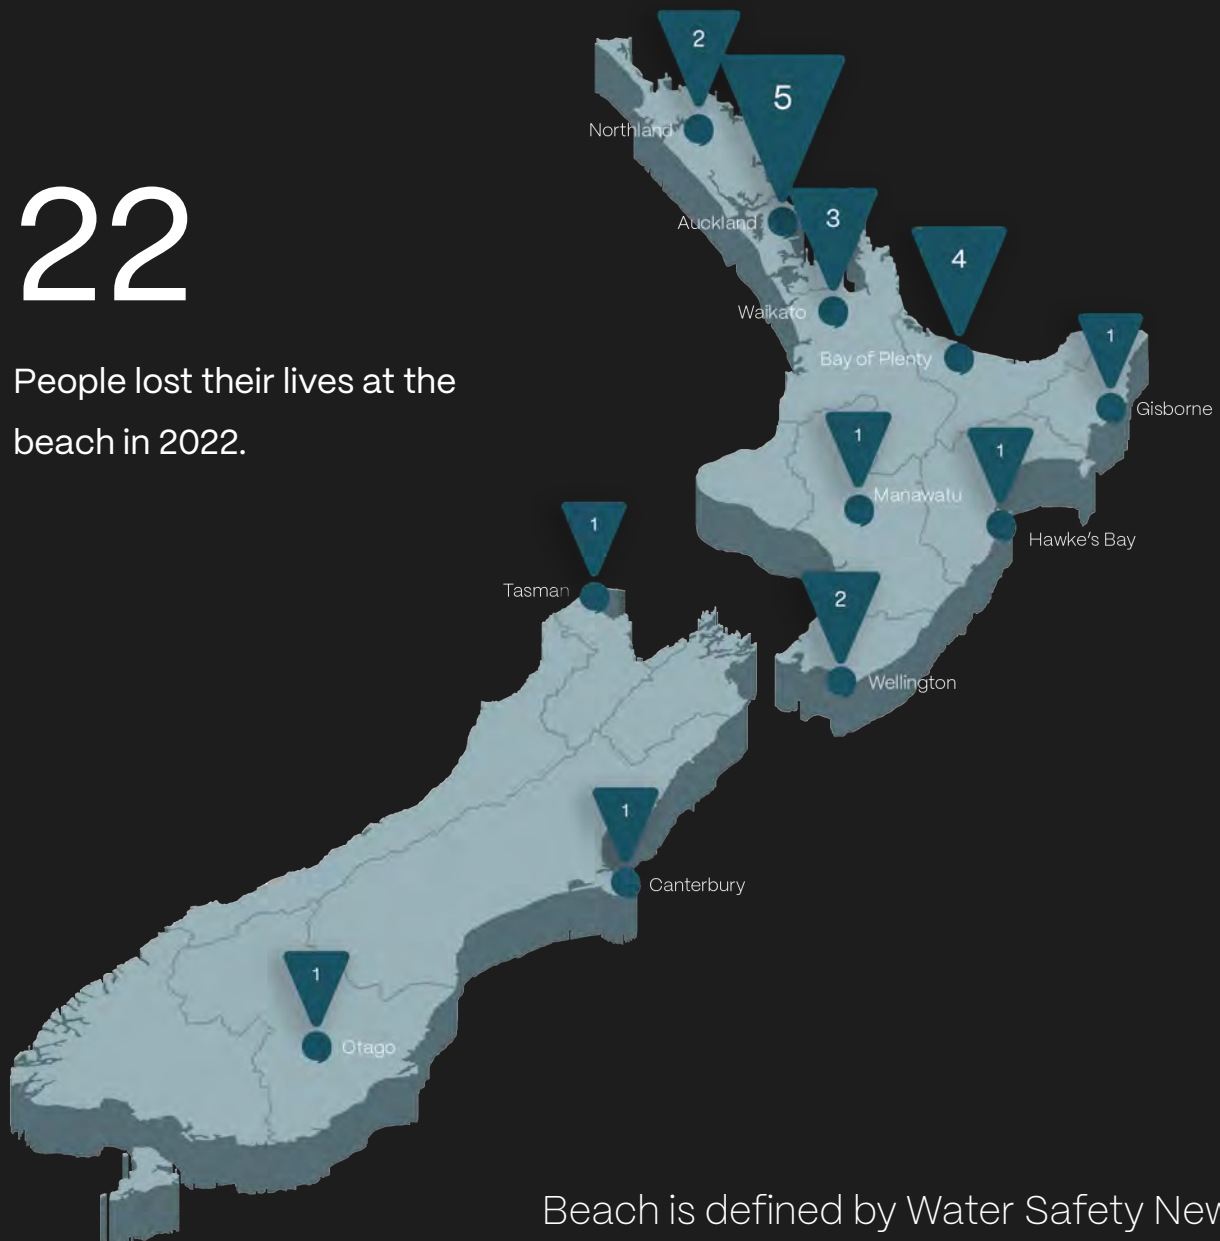 2
5
Northland
22
Auckland
3
4
Waikato
Bay of Plenty
1
People lost their lives at the
beach in 2022.
Gisborne
1
1
Manawatu
1
Hawke's Bay
Tasman
2
Wellington
1
Canterbury
1
Otago
Beach is defined by Water Safety New